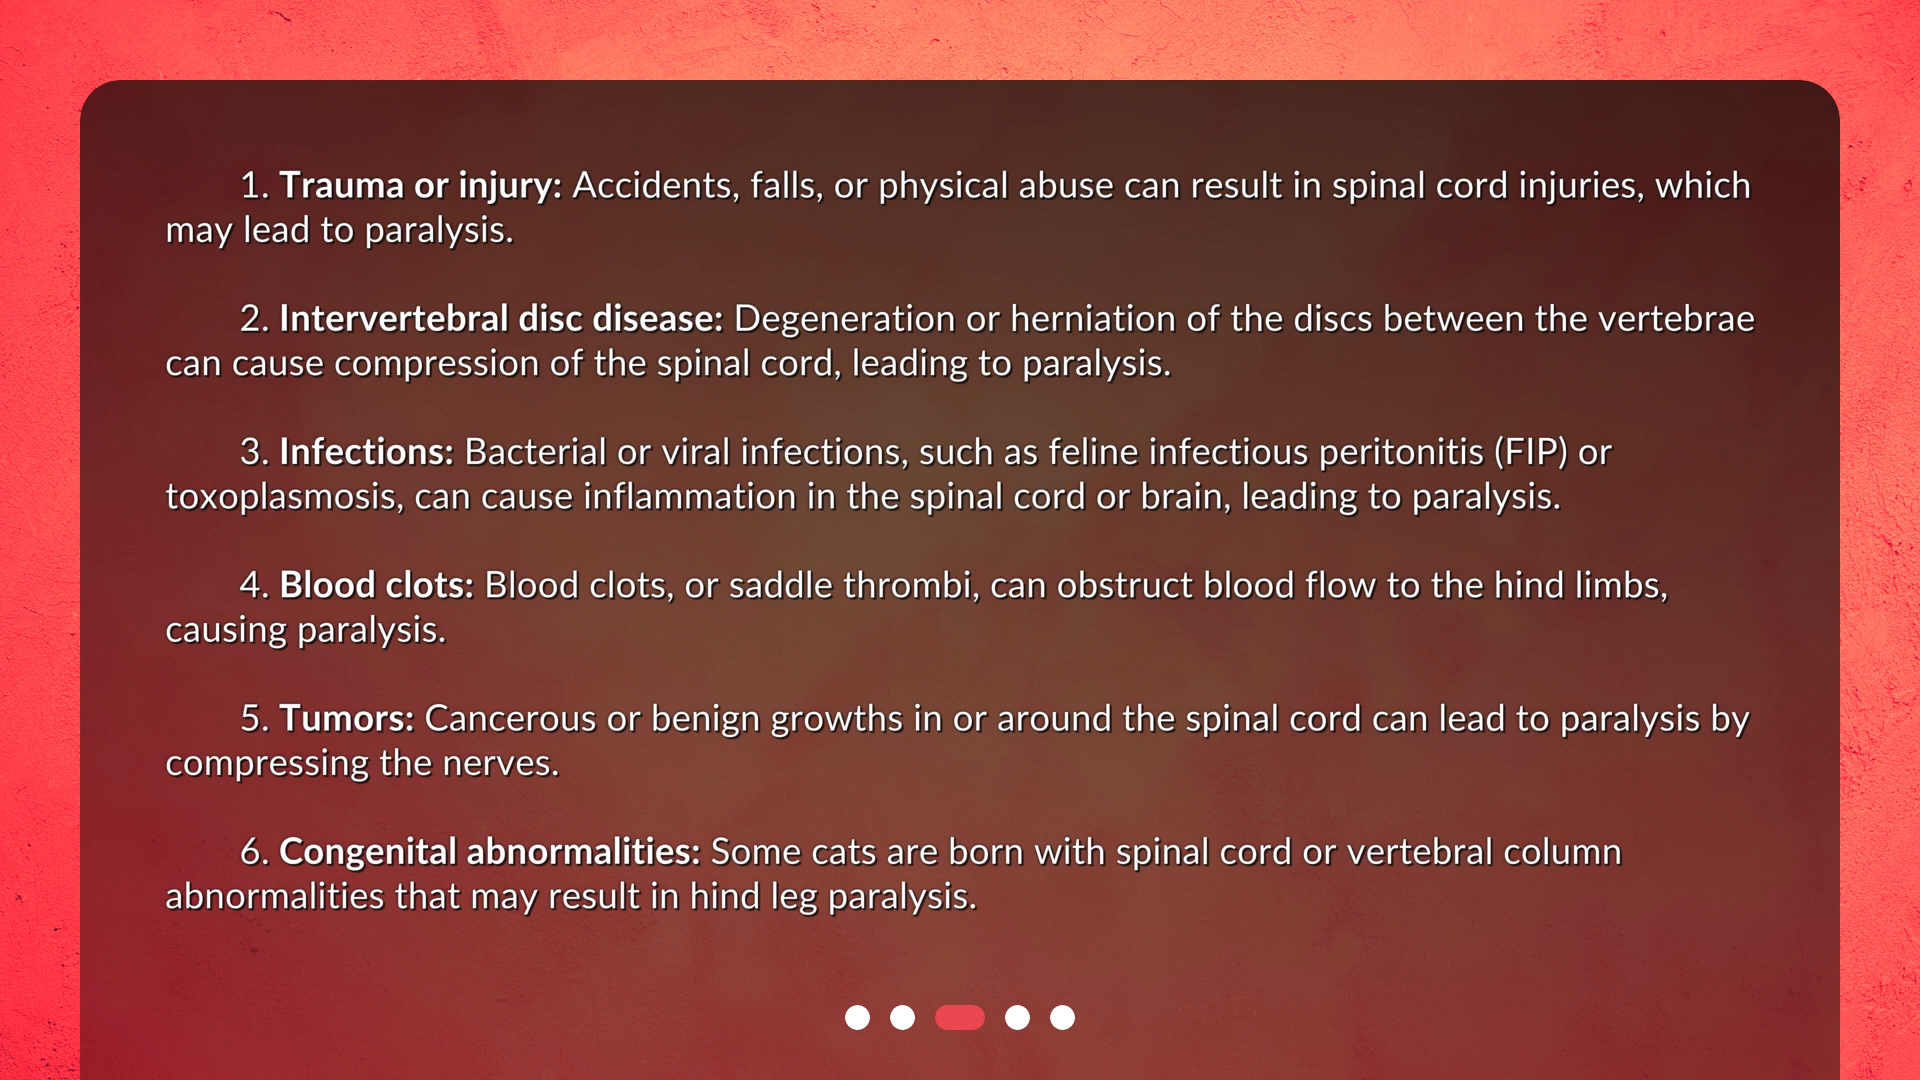 1. Trauma or injury: Accidents, falls, or physical abuse can result in spinal cord injuries, which
may lead to paralysis.
2. Intervertebral disc disease: Degeneration or herniation of the discs between the vertebrae
can cause compression of the spinal cord, leading to paralysis.
3. Infections: Bacterial or viral infections, such as feline infectious peritonitis (FIP) or
toxoplasmosis, can cause inflammation in the spinal cord or brain, leading to paralysis.
4. Blood clots: Blood clots, or saddle thrombi, can obstruct blood flow to the hind limbs,
causing paralysis.
5. Tumors: Cancerous or benign growths in or around the spinal cord can lead to paralysis by
compressing the nerves.
6. Congenital abnormalities: Some cats are born with spinal cord or vertebral column
abnormalities that may result in hind leg paralysis.